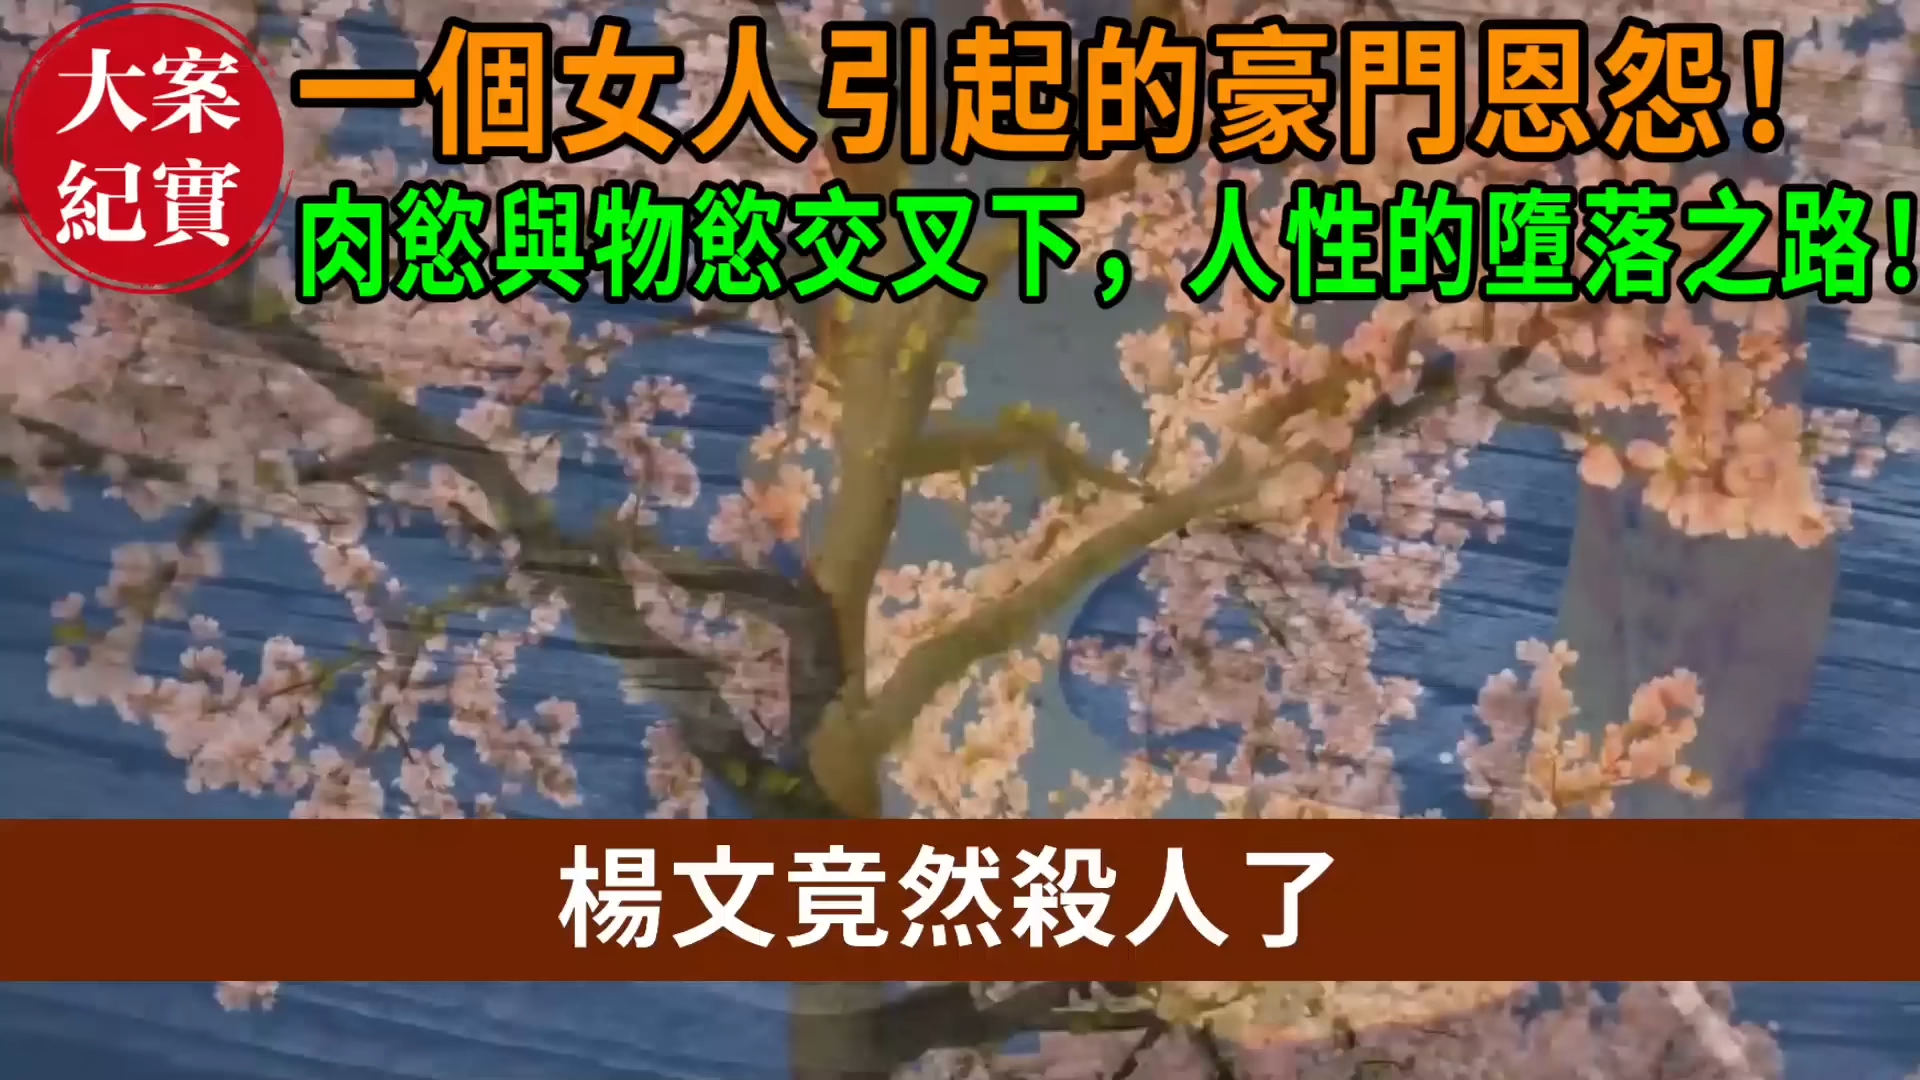 大案
紀實
一個女人引起的豪門恩怨！
肉慾與物慾交叉下，人性的墮落之路！
楊文竟然殺人了